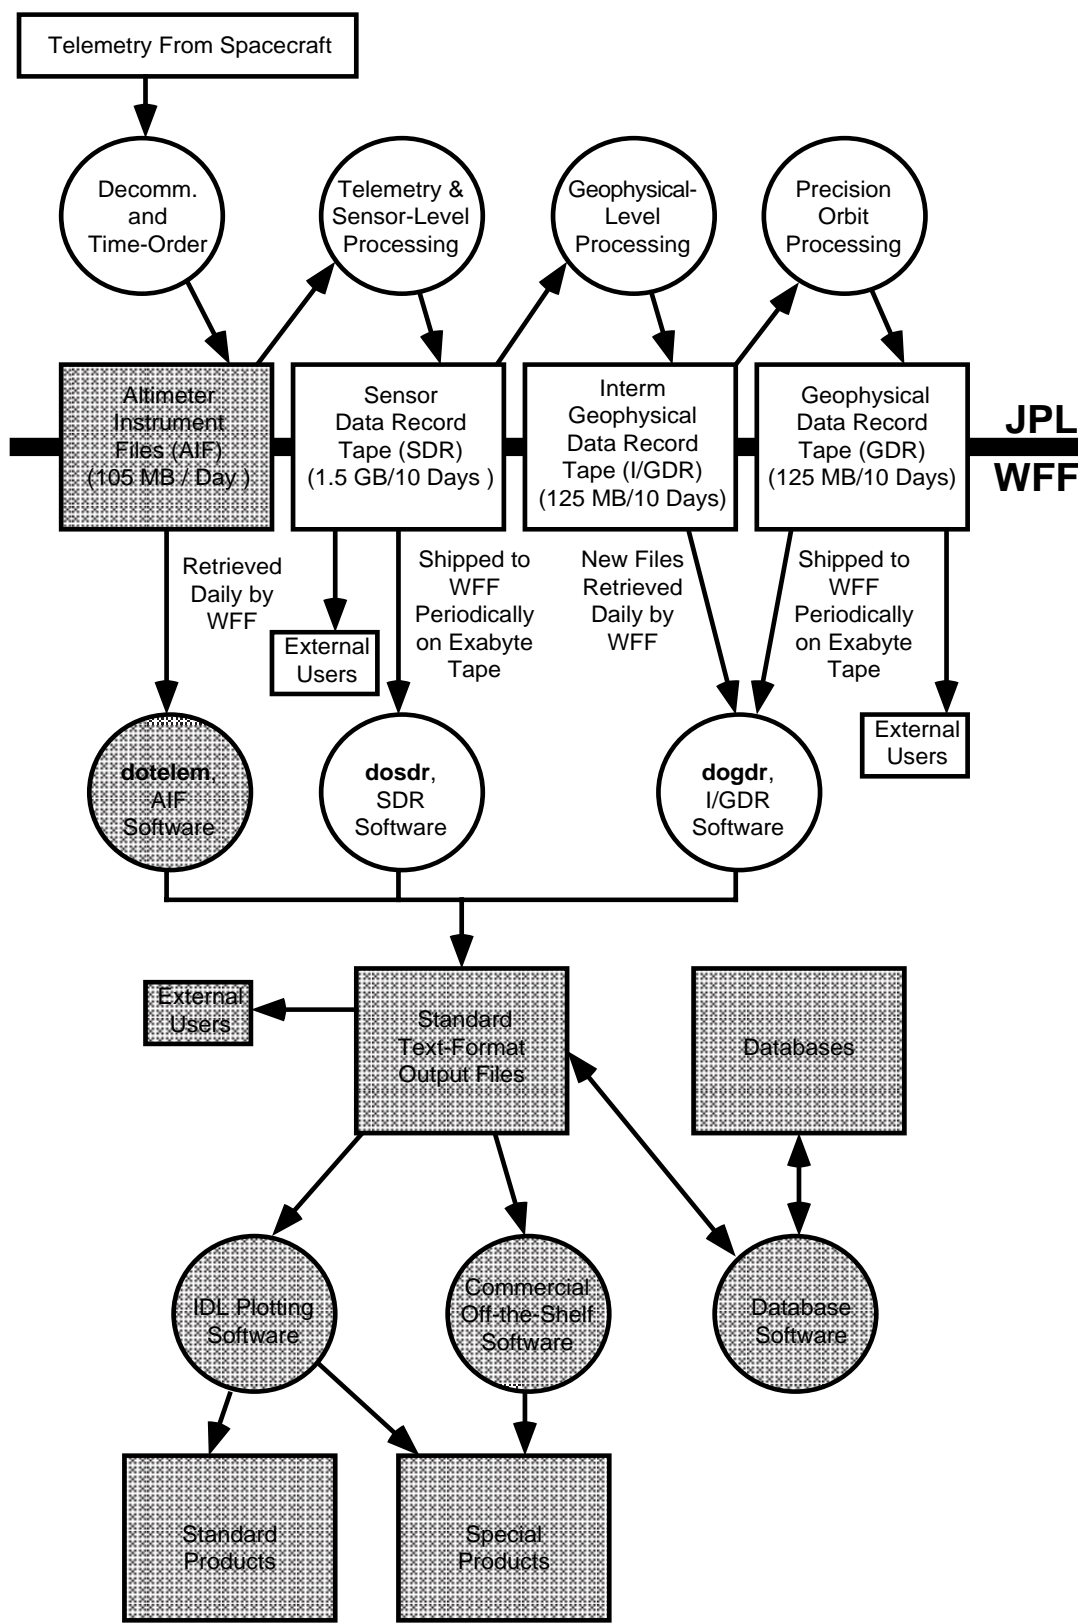 Telemetry From Spacecraft
Decomm.
and
Time-Order
Telemetry &
Sensor-Level
Processing
Geophysical-
Level
Processing
Precision
Orbit
Processing
Altimeter
Instrument
Files (AIF)
(105 MB / Day )
Sensor
Data Record
Tape (SDR)
(1.5 GB/10 Days )
Interm
Geophysical
Data Record
Tape (I/GDR)
(125 MB/10 Days)
Geophysical
Data Record
Tape (GDR)
(125 MB/10 Days)
JPL
WFF
Retrieved
Daily by
WFF
External
Users
Shipped to
WFF
Periodically
on Exabyte
Tape
New Files
Retrieved
Daily by
WFF
Shipped to
WFF
Periodically
on Exabyte
Tape
External
Users
dotelem,
AIF
Software
dosdr,
SDR
Software
dogdr,
I/GDR
Software
External
Users
Standard
Text-Format
Output Files
Databases
IDL Plotting
Software
Commercial
Off-the-Shelf
Software
Database
Software
Standard
Products
Special
Products